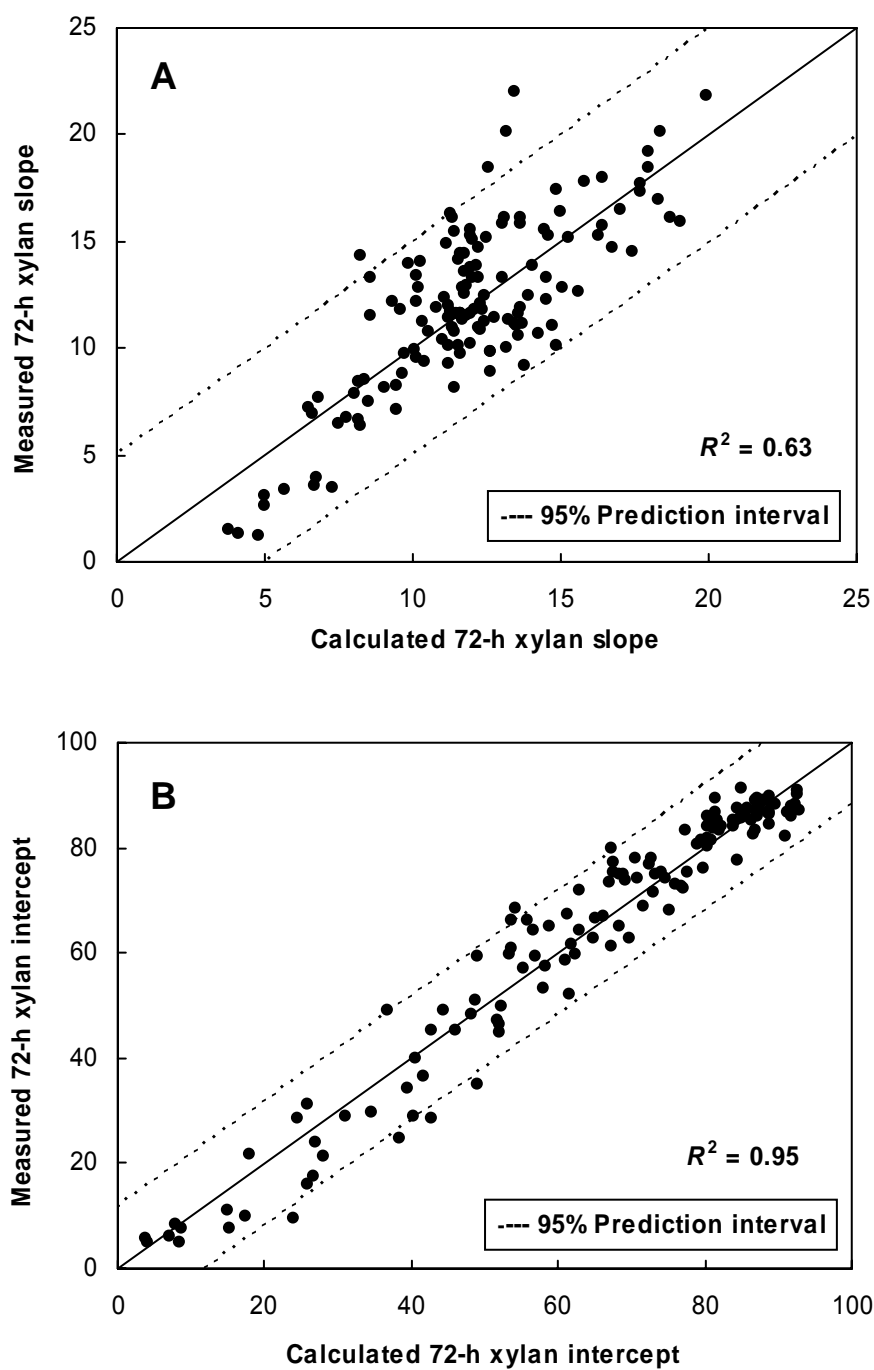 25
20
15
10
5
0
A
Measured 72-h xylan slope
R² = 0.63
---- 95% Prediction interval
0 5 10 15 20 25
Calculated 72-h xylan slope
100
80
60
40
20
0
B
Measured 72-h xylan intercept
R² = 0.95
---- 95% Prediction interval
0 20 40 60 80 100
Calculated 72-h xylan intercept